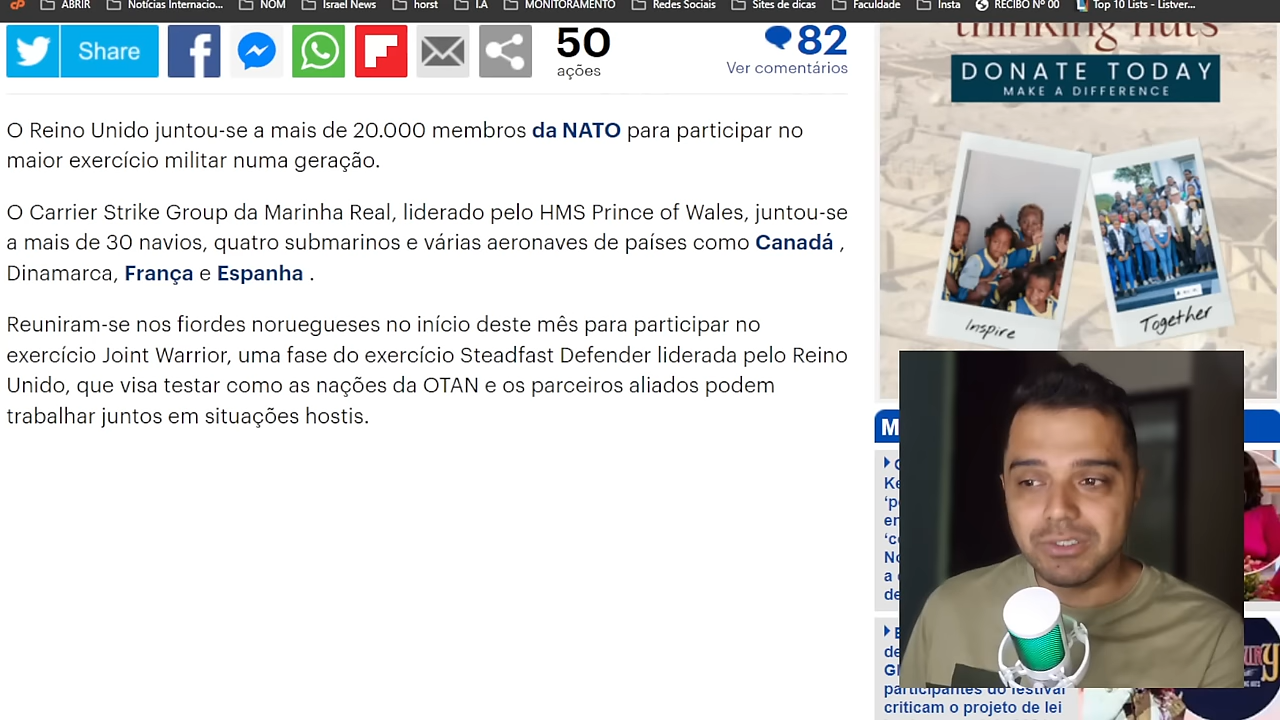 ABRIR
Notícias Internacio...
NOM
Israel News
horst
I.A
MONITORAMENTO
Redes Sociais
Sites de dicas
Faculdade
Insta
RECIBO Nº 00
Top 10 Lists - Listver...
Share
50
ações
82
Ver comentários
thinking huts
DONATE TODAY
MAKE A DIFFERENCE
Inspire
Together
O Reino Unido juntou-se a mais de 20.000 membros da NATO para participar no
maior exercício militar numa geração.
O Carrier Strike Group da Marinha Real, liderado pelo HMS Prince of Wales, juntou-se
a mais de 30 navios, quatro submarinos e várias aeronaves de países como Canadá ,
Dinamarca, França e Espanha .
Reuniram-se nos fiordes noruegueses no início deste mês para participar no
exercício Joint Warrior, uma fase do exercício Steadfast Defender liderada pelo Reino
Unido, que visa testar como as nações da OTAN e os parceiros aliados podem
trabalhar juntos em situações hostis.
participantes do festival
criticam o projeto de lei